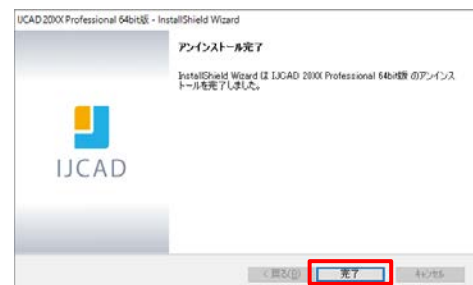 IJCAD 20XX Professional 64bit版 - InstallShield Wizard
アンインストール完了
InstallShield Wizard は IJCAD 20XX Professional 64bit版 のアンインス
トールを完了しました。
IJCAD
< 戻る(B)
完了
キャンセル